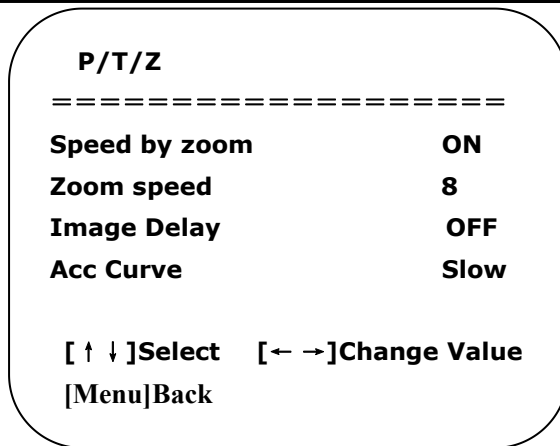 P/T/Z
===================
Speed by zoom ON
Zoom speed 8
Image Delay OFF
Acc Curve Slow
[↑↓]Select [← →]Change Value
[Menu]Back